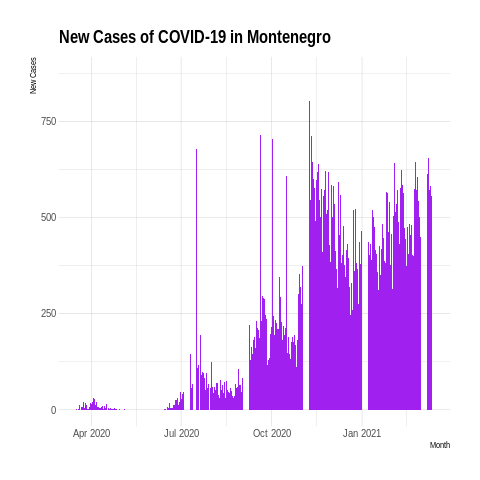 New Cases of COVID-19 in Montenegro
New Cases
750
500
250
0
Apr 2020 Jul 2020 Oct 2020 Jan 2021
Month